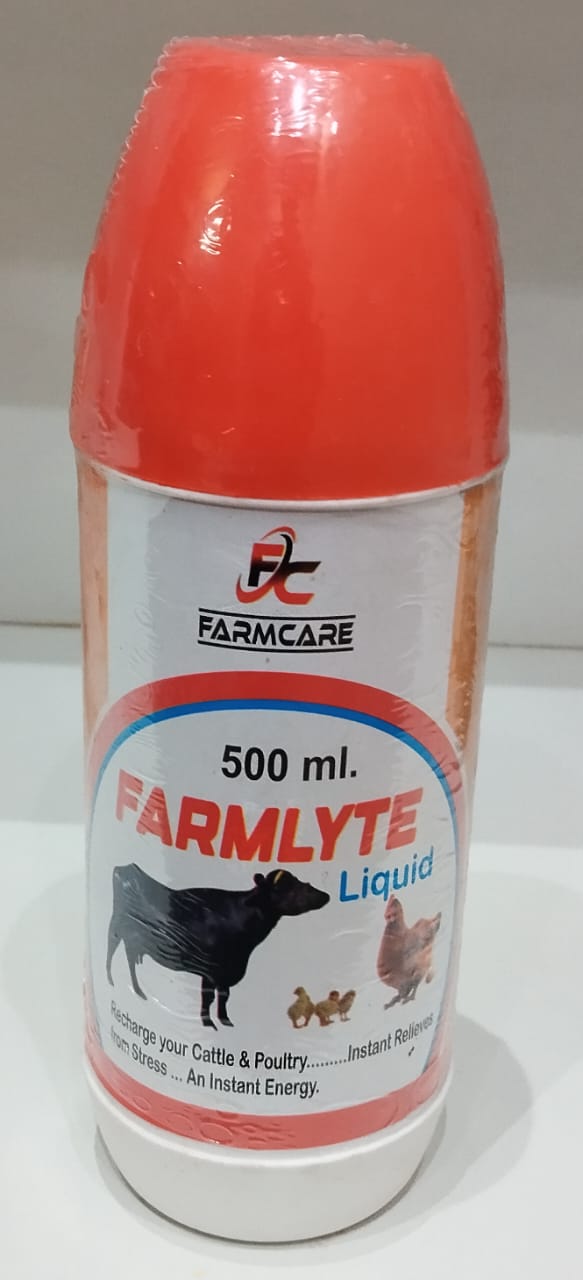 FC
FARMCARE
500 ml.
FARMLYTE
Liquid
Recharge your Cattle & Poultry.........Instant Relieves
from Stress ... An Instant Energy.